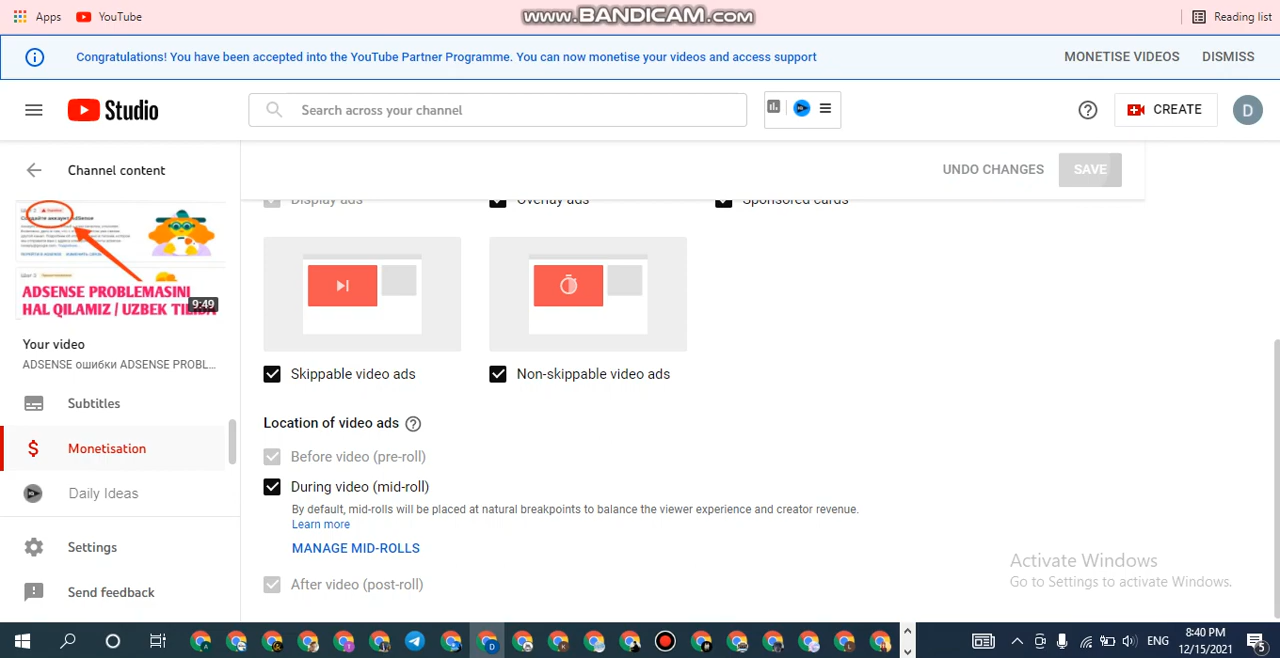 Apps YouTube
www.BANDICAM.com
Reading list
Congratulations! You have been accepted into the YouTube Partner Programme. You can now monetise your videos and access support
MONETISE VIDEOS DISMISS
Studio
Search across your channel
CREATE
D
Channel content
UNDO CHANGES SAVE
Display ads Overlay ads Sponsored cards
ADSENSE PROBLEMASINI
HAL QILAMIZ / UZBEK TILIDA
9:49
Skippable video ads Non-skippable video ads
Your video
ADSENSE ошибки ADSENSE PROBL...
Subtitles
Monetisation
Daily Ideas
Settings
Send feedback
Location of video ads
Before video (pre-roll)
During video (mid-roll)
By default, mid-rolls will be placed at natural breakpoints to balance the viewer experience and creator revenue.
Learn more
MANAGE MID-ROLLS
After video (post-roll)
Activate Windows
Go to Settings to activate Windows.
ENG
8:40 PM
12/15/2021
5